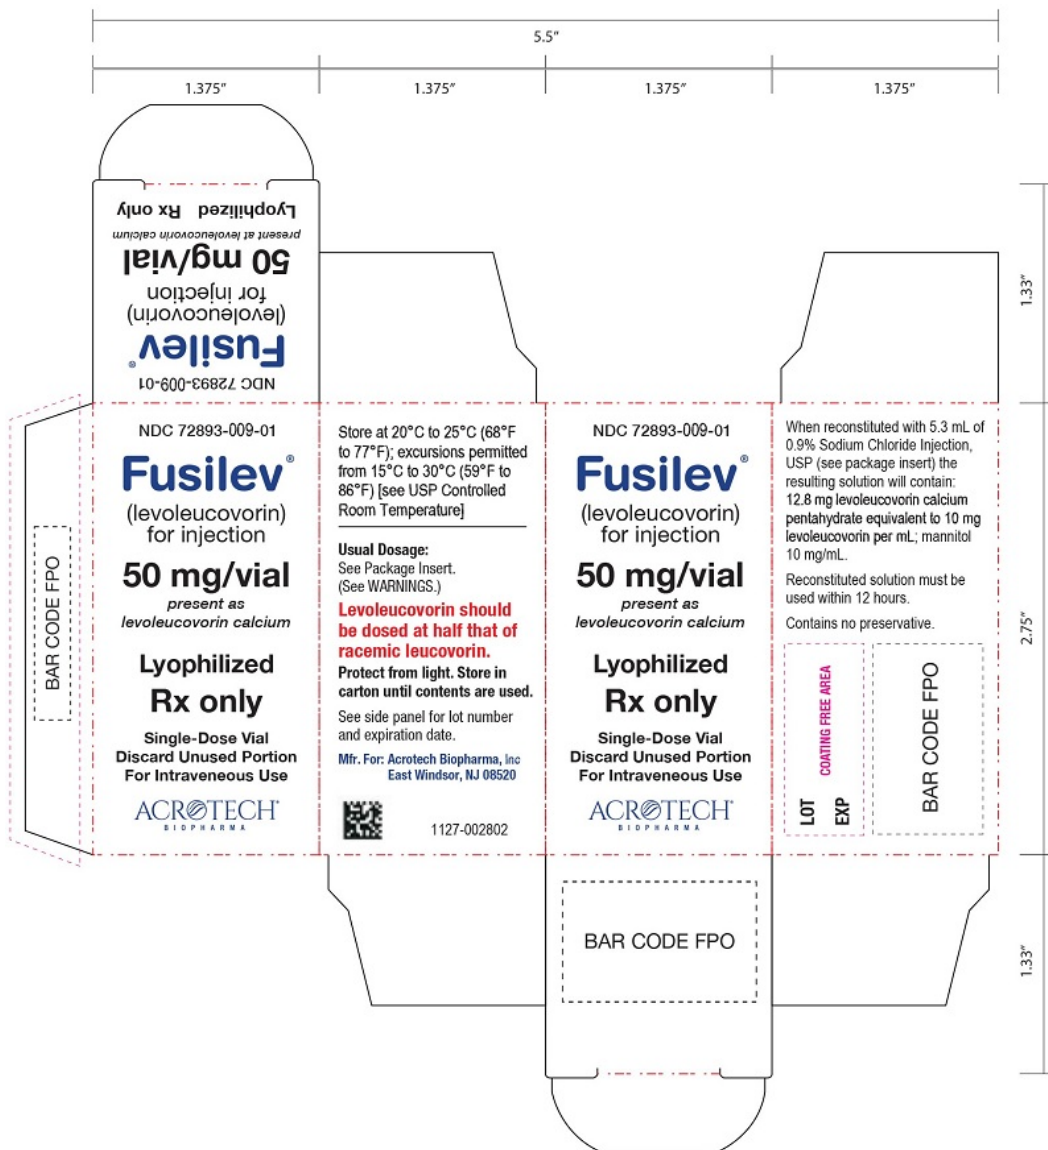 5.5"
1.375"
1.375"
1.375"
1.375"
Lyophilized Rx only
present at levoleucovorin calcium
50 mg/vial
for injection
(levoleucovorin)
Fusilev®
NDC 72893-009-01
1.33"
BAR CODE FPO
NDC 72893-009-01
Fusilev®
(levoleucovorin)
for injection
50 mg/vial
present as
levoleucovorin calcium
Lyophilized
Rx only
Single-Dose Vial
Discard Unused Portion
For Intraveneous Use
ACROTECH®
BIOPHARMA
Store at 20°C to 25°C (68°F
to 77°F); excursions permitted
from 15°C to 30°C (59°F to
86°F) [see USP Controlled
Room Temperature]
Usual Dosage:
See Package Insert.
(See WARNINGS.)
Levoleucovorin should
be dosed at half that of
racemic leucovorin.
Protect from light. Store in
carton until contents are used.
See side panel for lot number
and expiration date.
Mfr. For: Acrotech Biopharma, Inc
East Windsor, NJ 08520
1127-002802
NDC 72893-009-01
Fusilev®
(levoleucovorin)
for injection
50 mg/vial
present as
levoleucovorin calcium
Lyophilized
Rx only
Single-Dose Vial
Discard Unused Portion
For Intraveneous Use
ACROTECH®
BIOPHARMA
When reconstituted with 5.3 mL of
0.9% Sodium Chloride Injection,
USP (see package insert) the
resulting solution will contain:
12.8 mg levoleucovorin calcium
pentahydrate equivalent to 10 mg
levoleucovorin per mL; mannitol
10 mg/mL.
Reconstituted solution must be
used within 12 hours.
Contains no preservative.
LOT
EXP
COATING FREE AREA
BAR CODE FPO
2.75"
BAR CODE FPO
1.33"